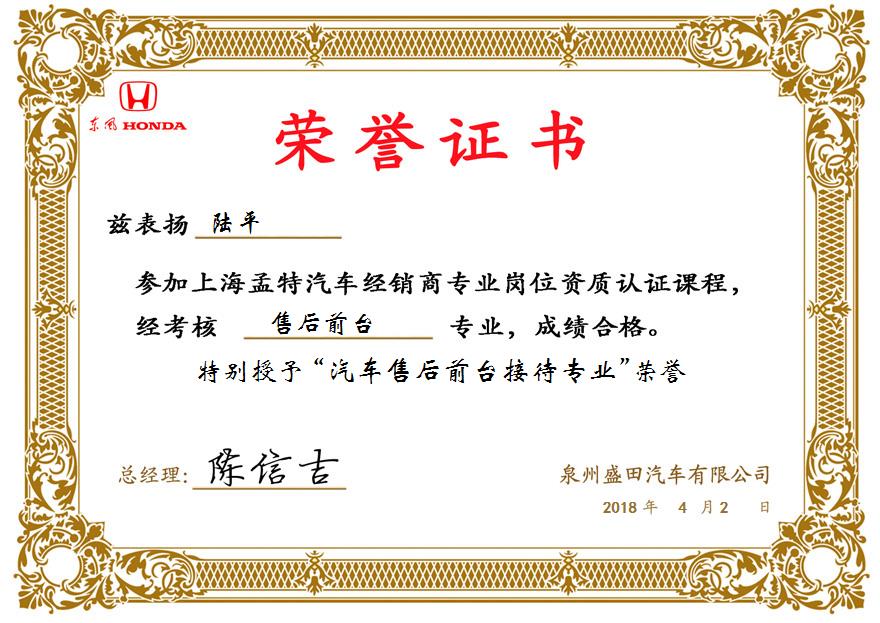 东风 HONDA
荣誉证书
兹表扬 陆平
参加上海孟特汽车经销商专业岗位资质认证课程，
经考核 售后前台 专业，成绩合格。
特别授予“汽车售后前台接待专业”荣誉
总经理: 陈信吉
泉州盛田汽车有限公司
2018 年 4 月 2 日